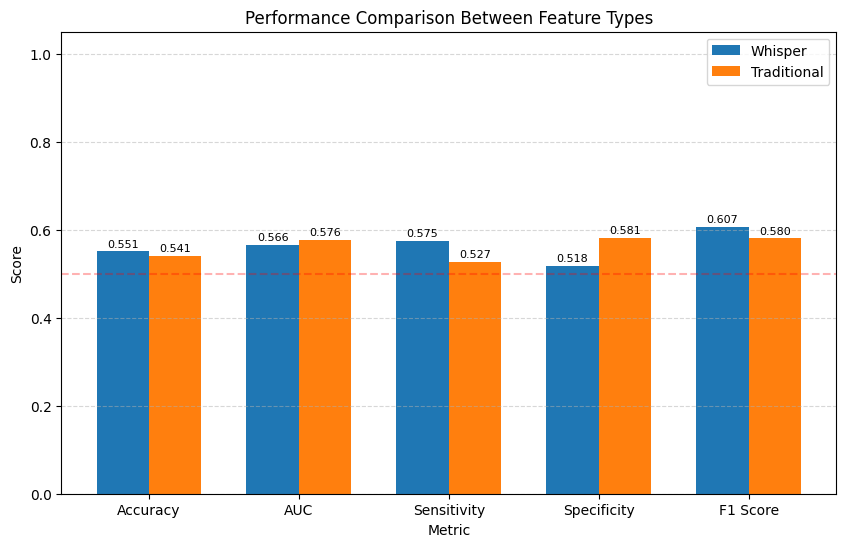 Performance Comparison Between Feature Types
Whisper
Traditional
Score
1.0
0.8
0.6
0.4
0.2
0.0
0.551
0.541
0.566
0.576
0.575
0.527
0.518
0.581
0.607
0.580
Accuracy
AUC
Sensitivity
Specificity
F1 Score
Metric